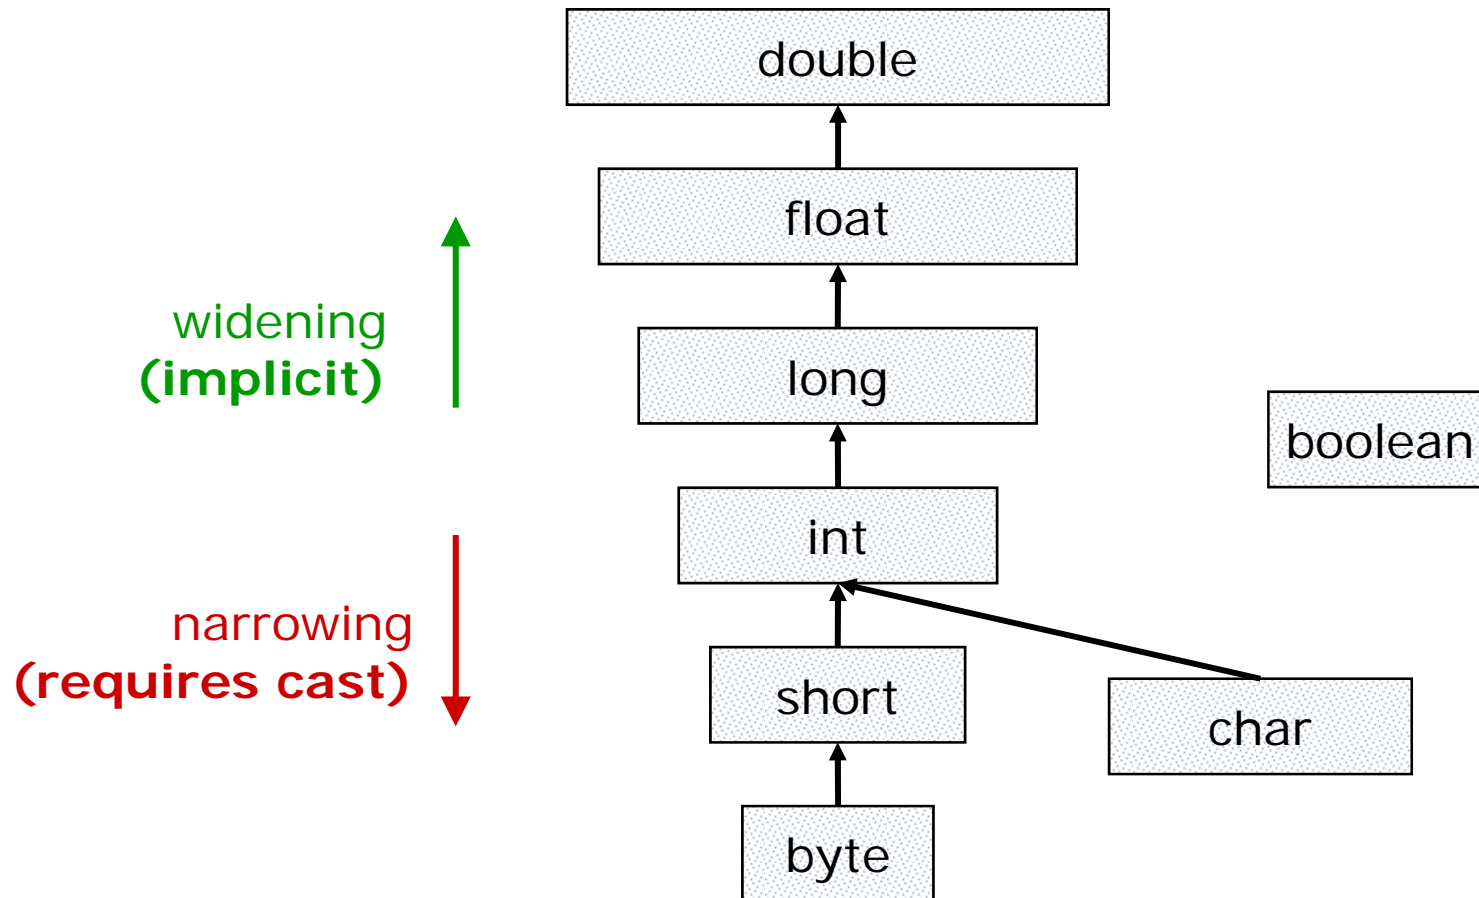 double
float
widening
(implicit)
long
boolean
int
narrowing
(requires cast)
short
char
byte